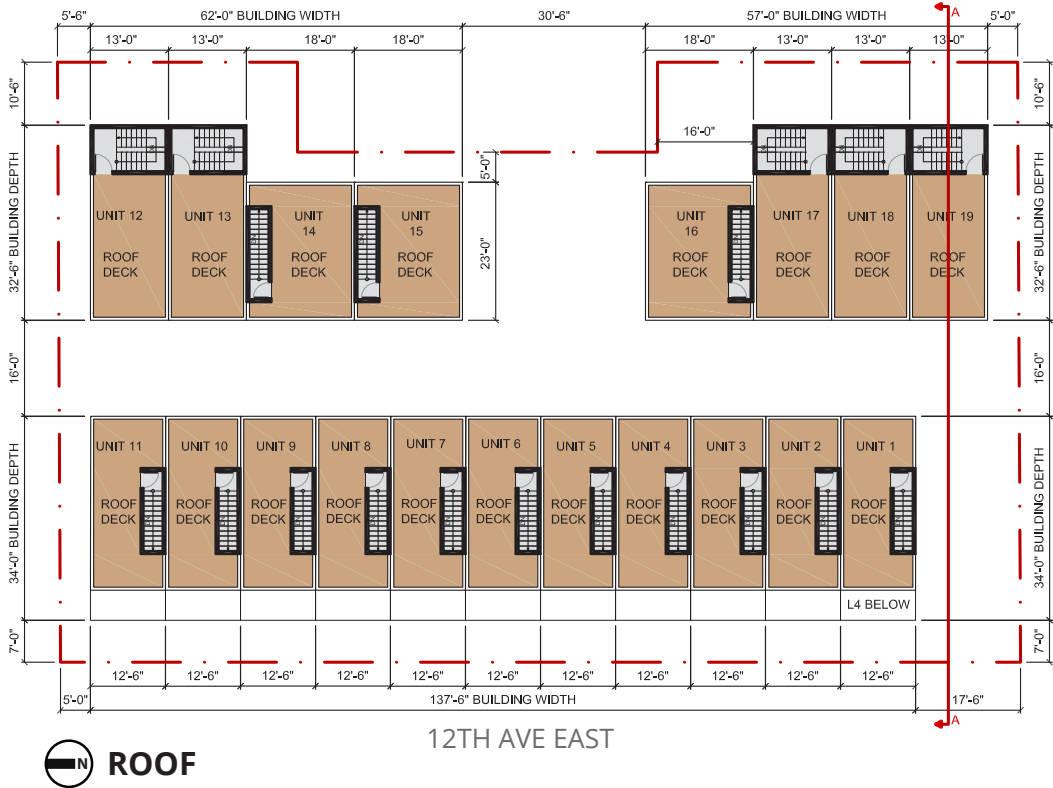 5'-6" 62'-0" BUILDING WIDTH 30'-6" 57'-0" BUILDING WIDTH 5'-0"
A
13'-0" 13'-0" 18'-0" 18'-0" 18'-0" 13'-0" 13'-0" 13'-0"
10'-6" 10'-6"
16'-0"
5'-0"
32'-6" BUILDING DEPTH 32'-6" BUILDING DEPTH
UNIT 12 UNIT 13 UNIT
14 UNIT
15 UNIT
16 UNIT 17 UNIT 18 UNIT 19
ROOF
DECK ROOF
DECK ROOF
DECK ROOF
DECK ROOF
DECK ROOF
DECK ROOF
DECK ROOF
DECK
23'-0"
16'-0" 16'-0"
34'-0" BUILDING DEPTH 34'-0" BUILDING DEPTH
UNIT 11 UNIT 10 UNIT 9 UNIT 8 UNIT 7 UNIT 6 UNIT 5 UNIT 4 UNIT 3 UNIT 2 UNIT 1
ROOF ROOF ROOF ROOF ROOF ROOF ROOF ROOF ROOF ROOF ROOF
DECK DECK DECK DECK DECK DECK DECK DECK DECK DECK DECK
L4 BELOW
7'-0" 7'-0"
12'-6" 12'-6" 12'-6" 12'-6" 12'-6" 12'-6" 12'-6" 12'-6" 12'-6" 12'-6" 12'-6"
5'-0" 137'-6" BUILDING WIDTH 17'-6"
A
12TH AVE EAST
N ROOF